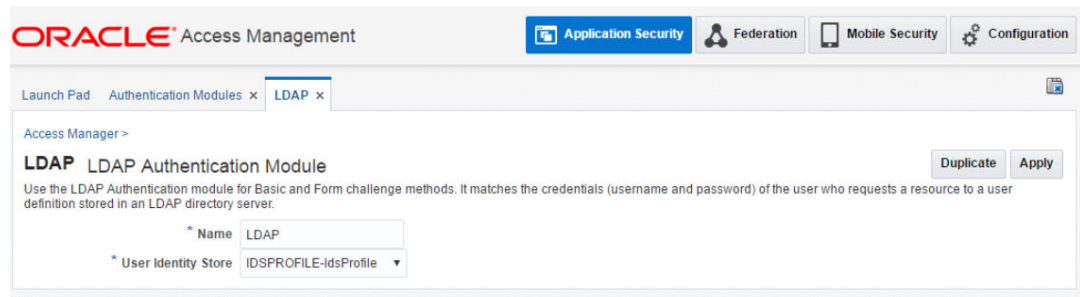 ORACLE Access Management
Application Security
Federation
Mobile Security
Configuration
Launch Pad Authentication Modules × LDAP ×
Access Manager >
LDAP LDAP Authentication Module
Duplicate Apply
Use the LDAP Authentication module for Basic and Form challenge methods. It matches the credentials (username and password) of the user who requests a resource to a user
definition stored in an LDAP directory server.
* Name LDAP
* User Identity Store IDSPROFILE-IdsProfile